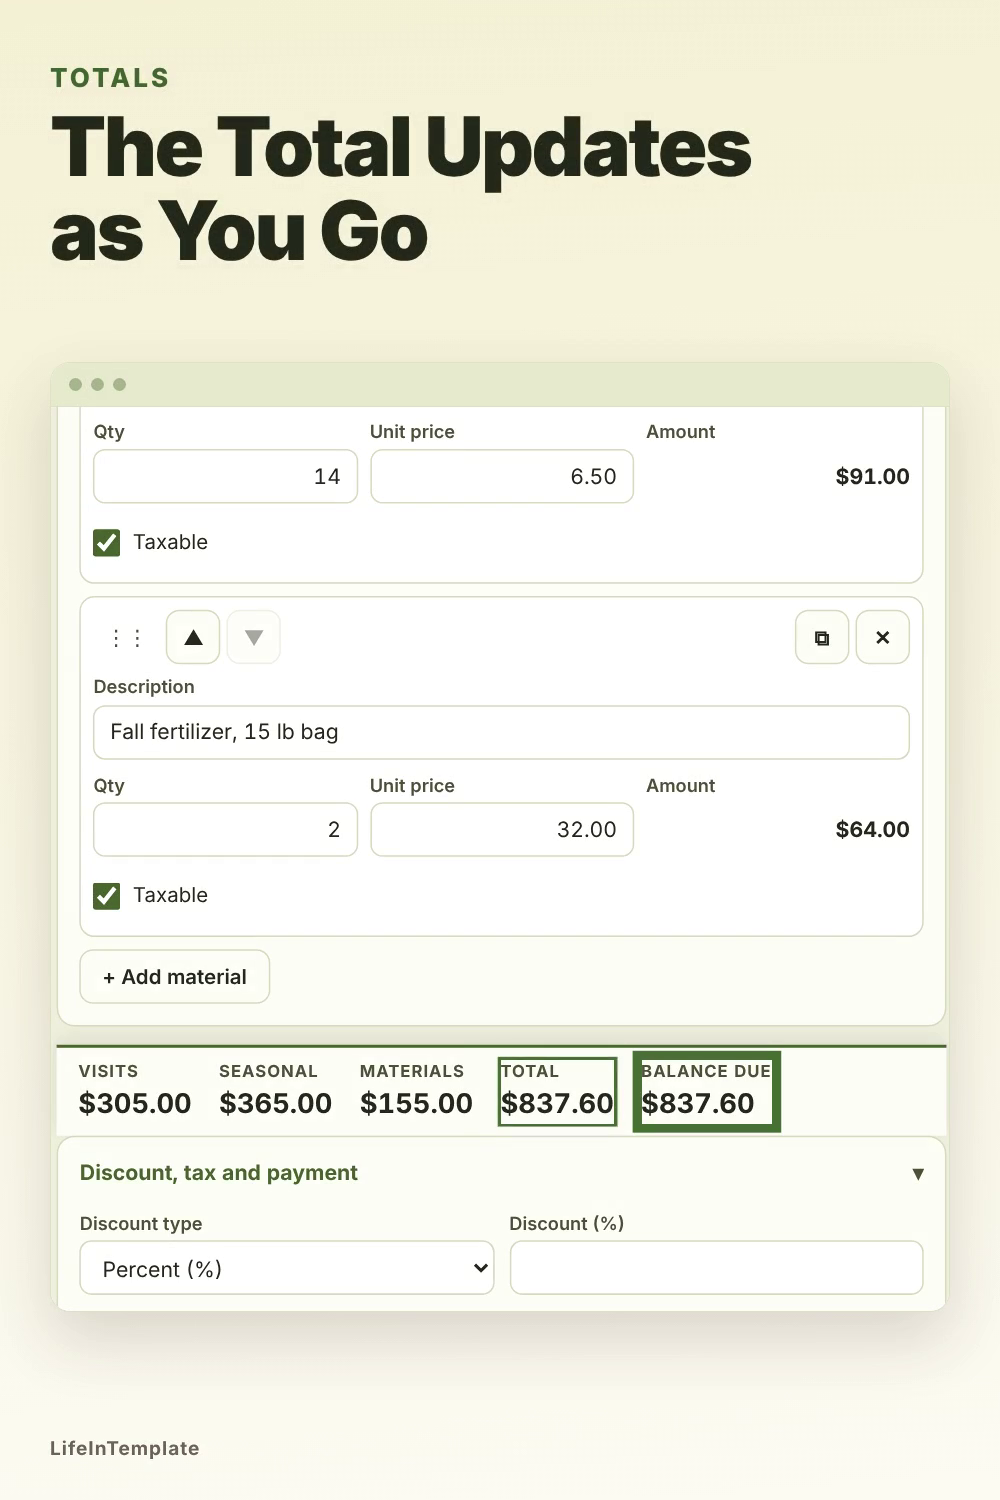 TOTALS
The Total Updates
as You Go
Qty Unit price Amount
14 6.50 $91.00
Taxable
Description
Fall fertilizer, 15 lb bag
Qty Unit price Amount
2 32.00 $64.00
Taxable
+ Add material
VISITS SEASONAL MATERIALS TOTAL BALANCE DUE
$305.00 $365.00 $155.00 $837.60 $837.60
Discount, tax and payment
Discount type Discount (%)
Percent (%)
LifeInTemplate